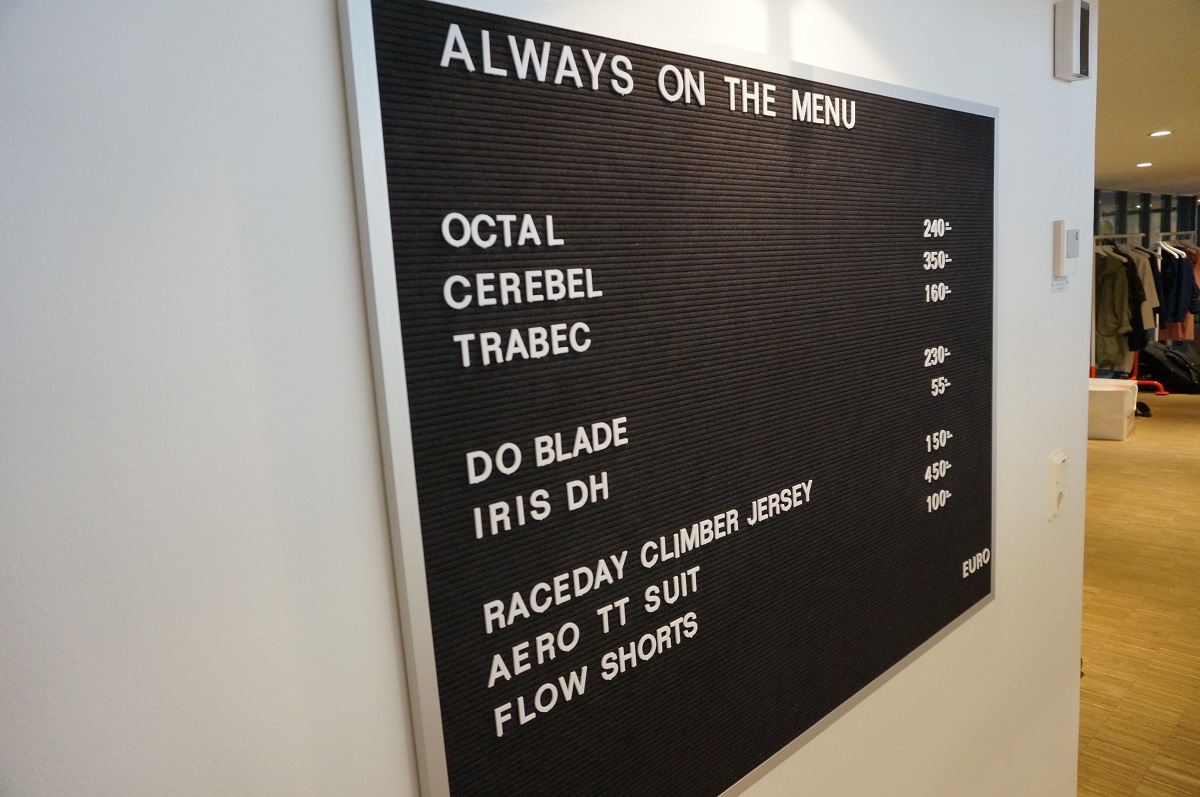 ALWAYS ON THE MENU
OCTAL 240=
CEREBEL 350=
TRABEC 160=
DO BLADE 230=
IRIS DH 55=
RACEDAY CLIMBER JERSEY 150=
AERO TT SUIT 450=
FLOW SHORTS 100=
EURO